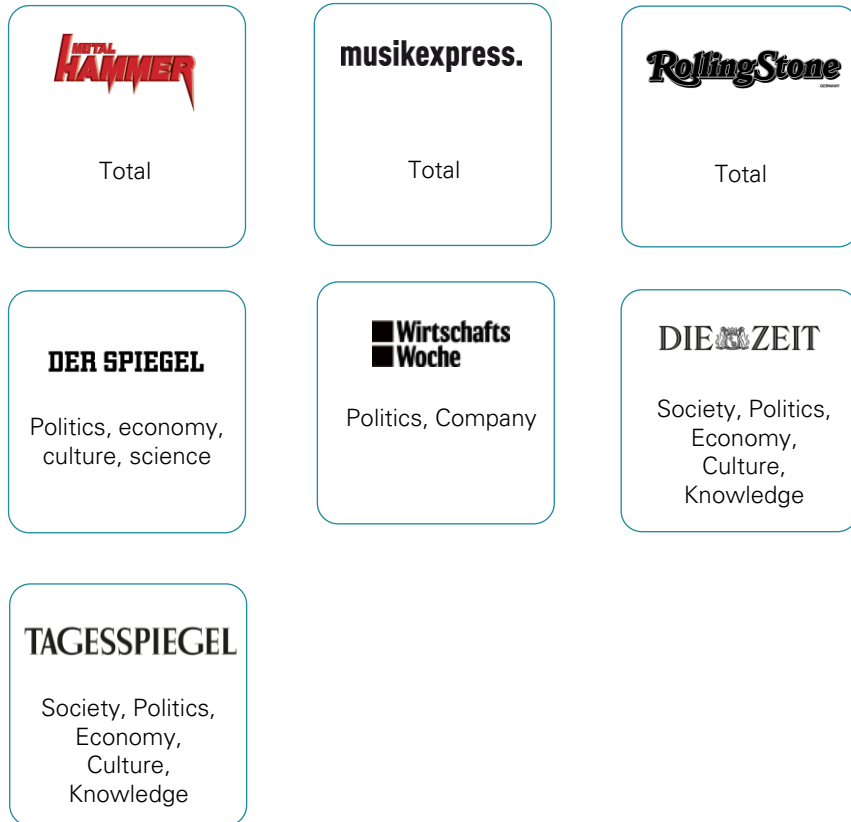 METAL
HAMMER
Total
musikexpress.
Total
RollingStone
GERMANY
Total
DER SPIEGEL
Politics, economy,
culture, science
Wirtschafts
Woche
Politics, Company
DIE ZEIT
Society, Politics,
Economy,
Culture,
Knowledge
TAGESSPIEGEL
Society, Politics,
Economy,
Culture,
Knowledge